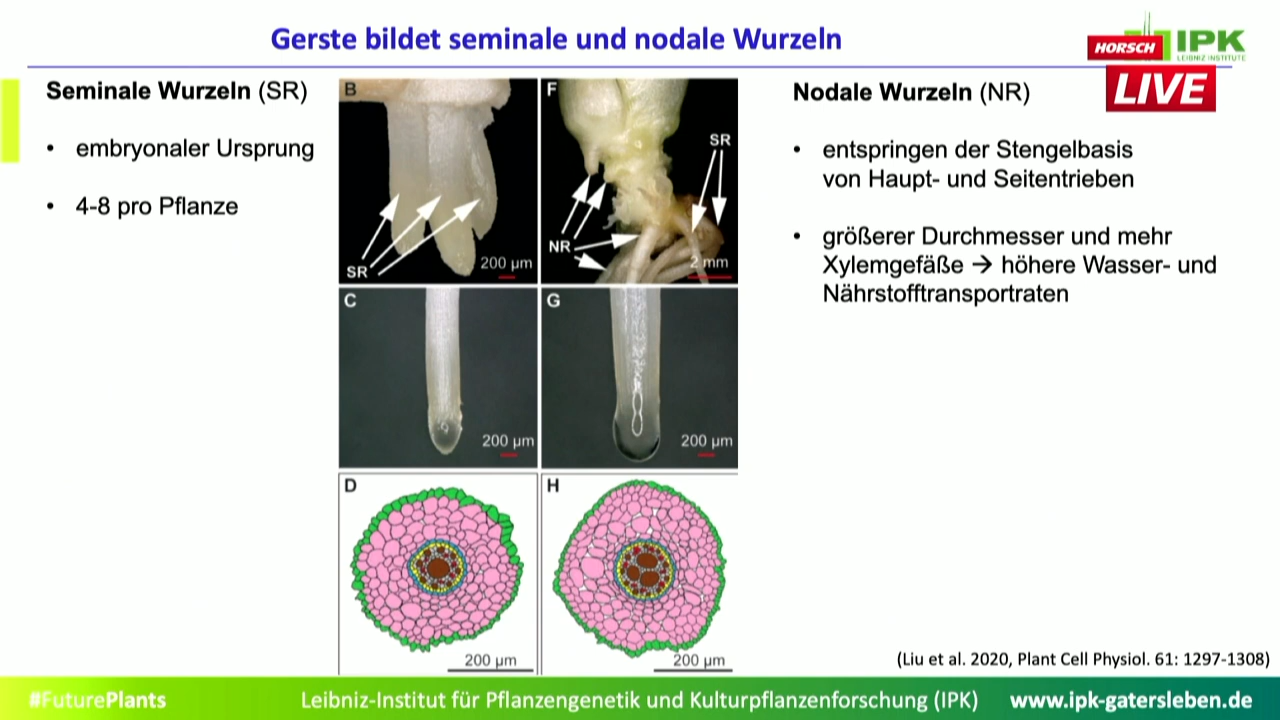 Gerste bildet seminale und nodale Wurzeln
HORSCH
LIVE
IPK
LEIBNIZ INSTITUTE
Seminale Wurzeln (SR)
• embryonaler Ursprung
• 4-8 pro Pflanze
B
SR
200 µm
F
SR
NR
2 mm
C
200 µm
G
200 µm
D
200 µm
H
200 µm
Nodale Wurzeln (NR)
• entspringen der Stengelbasis
von Haupt- und Seitentrieben
• größerer Durchmesser und mehr
Xylemgefäße → höhere Wasser- und
Nährstofftransportraten
(Liu et al. 2020, Plant Cell Physiol. 61: 1297-1308)
#FuturePlants
Leibniz-Institut für Pflanzengenetik und Kulturpflanzenforschung (IPK)
www.ipk-gatersleben.de